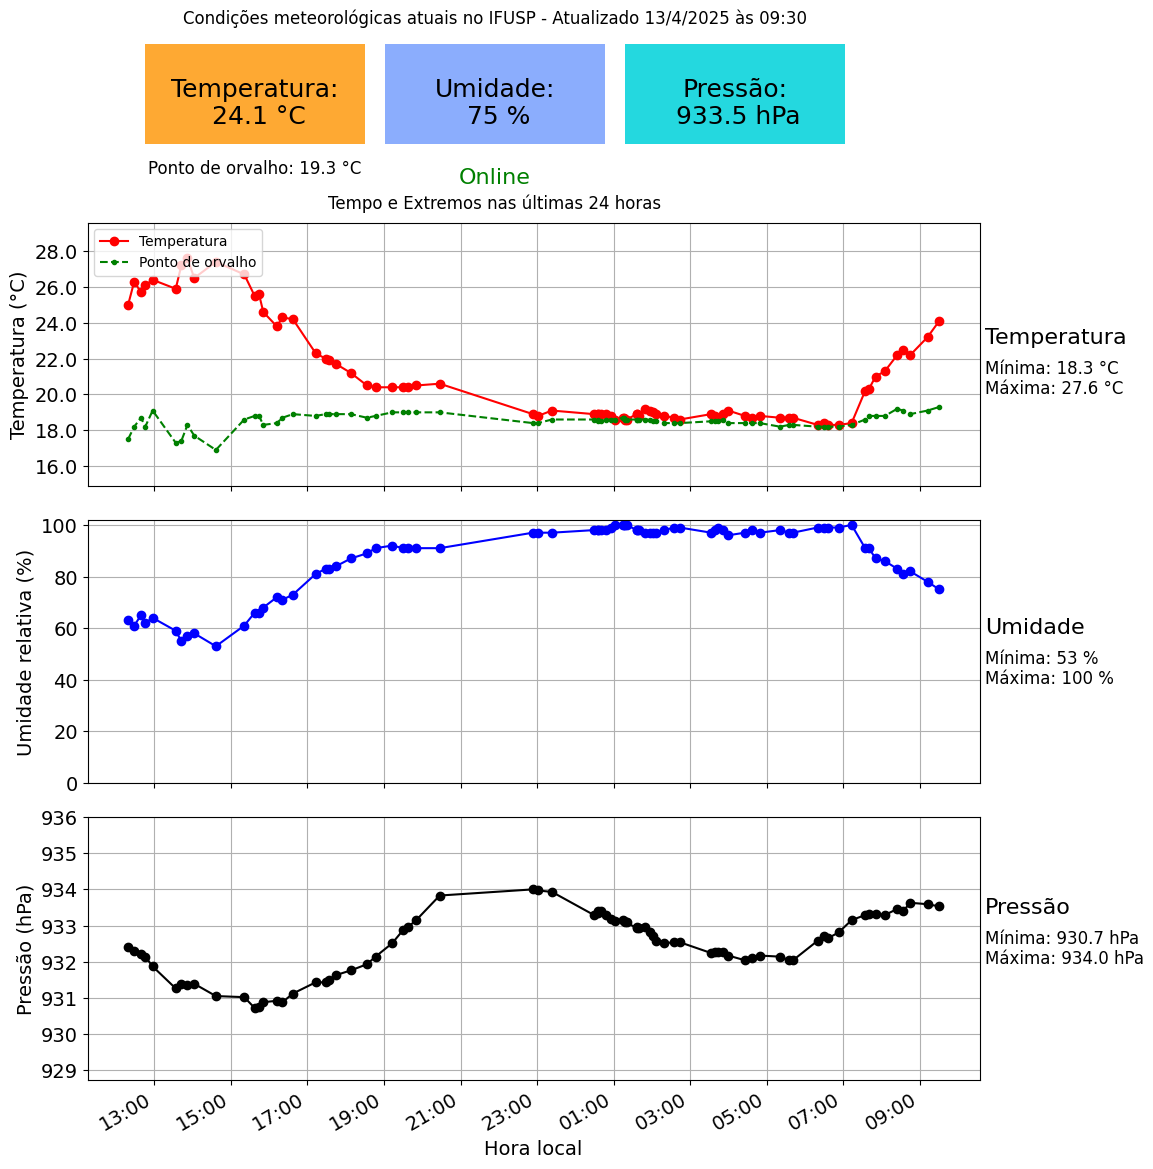 Condições meteorológicas atuais no IFUSP - Atualizado 13/4/2025 às 09:30
Temperatura:
24.1 °C
Umidade:
75 %
Pressão:
933.5 hPa
Ponto de orvalho: 19.3 °C
Online
Tempo e Extremos nas últimas 24 horas
Temperatura
Ponto de orvalho
Temperatura (°C)
28.0
26.0
24.0
22.0
20.0
18.0
16.0
Temperatura
Mínima: 18.3 °C
Máxima: 27.6 °C
Umidade relativa (%)
100
80
60
40
20
0
Umidade
Mínima: 53 %
Máxima: 100 %
Pressão (hPa)
936
935
934
933
932
931
930
929
Pressão
Mínima: 930.7 hPa
Máxima: 934.0 hPa
13:00
15:00
17:00
19:00
21:00
23:00
01:00
03:00
05:00
07:00
09:00
Hora local